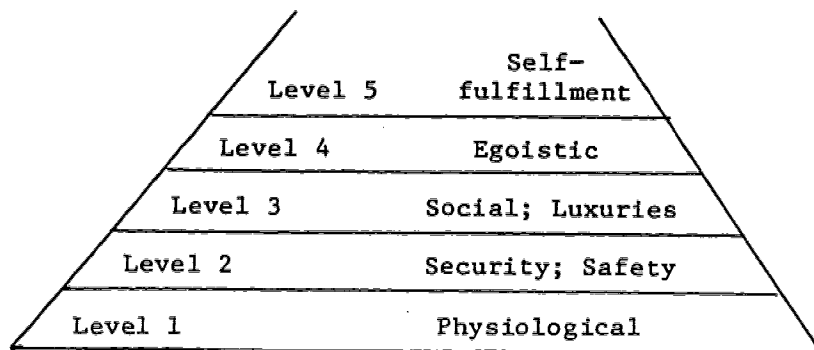 Self-
Level 5 fulfillment
Level 4 Egoistic
Level 3 Social; Luxuries
Level 2 Security; Safety
Level 1 Physiological